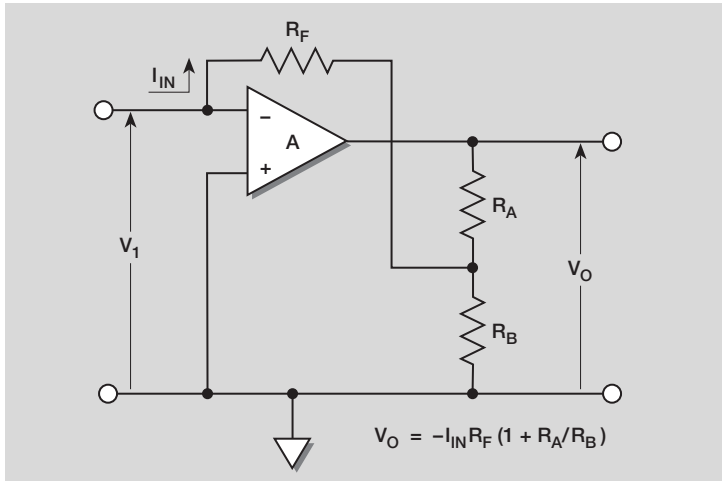 R_F
I_IN
−
A
+
R_A
V_1
V_O
R_B
V_O = −I_IN R_F (1 + R_A/R_B)